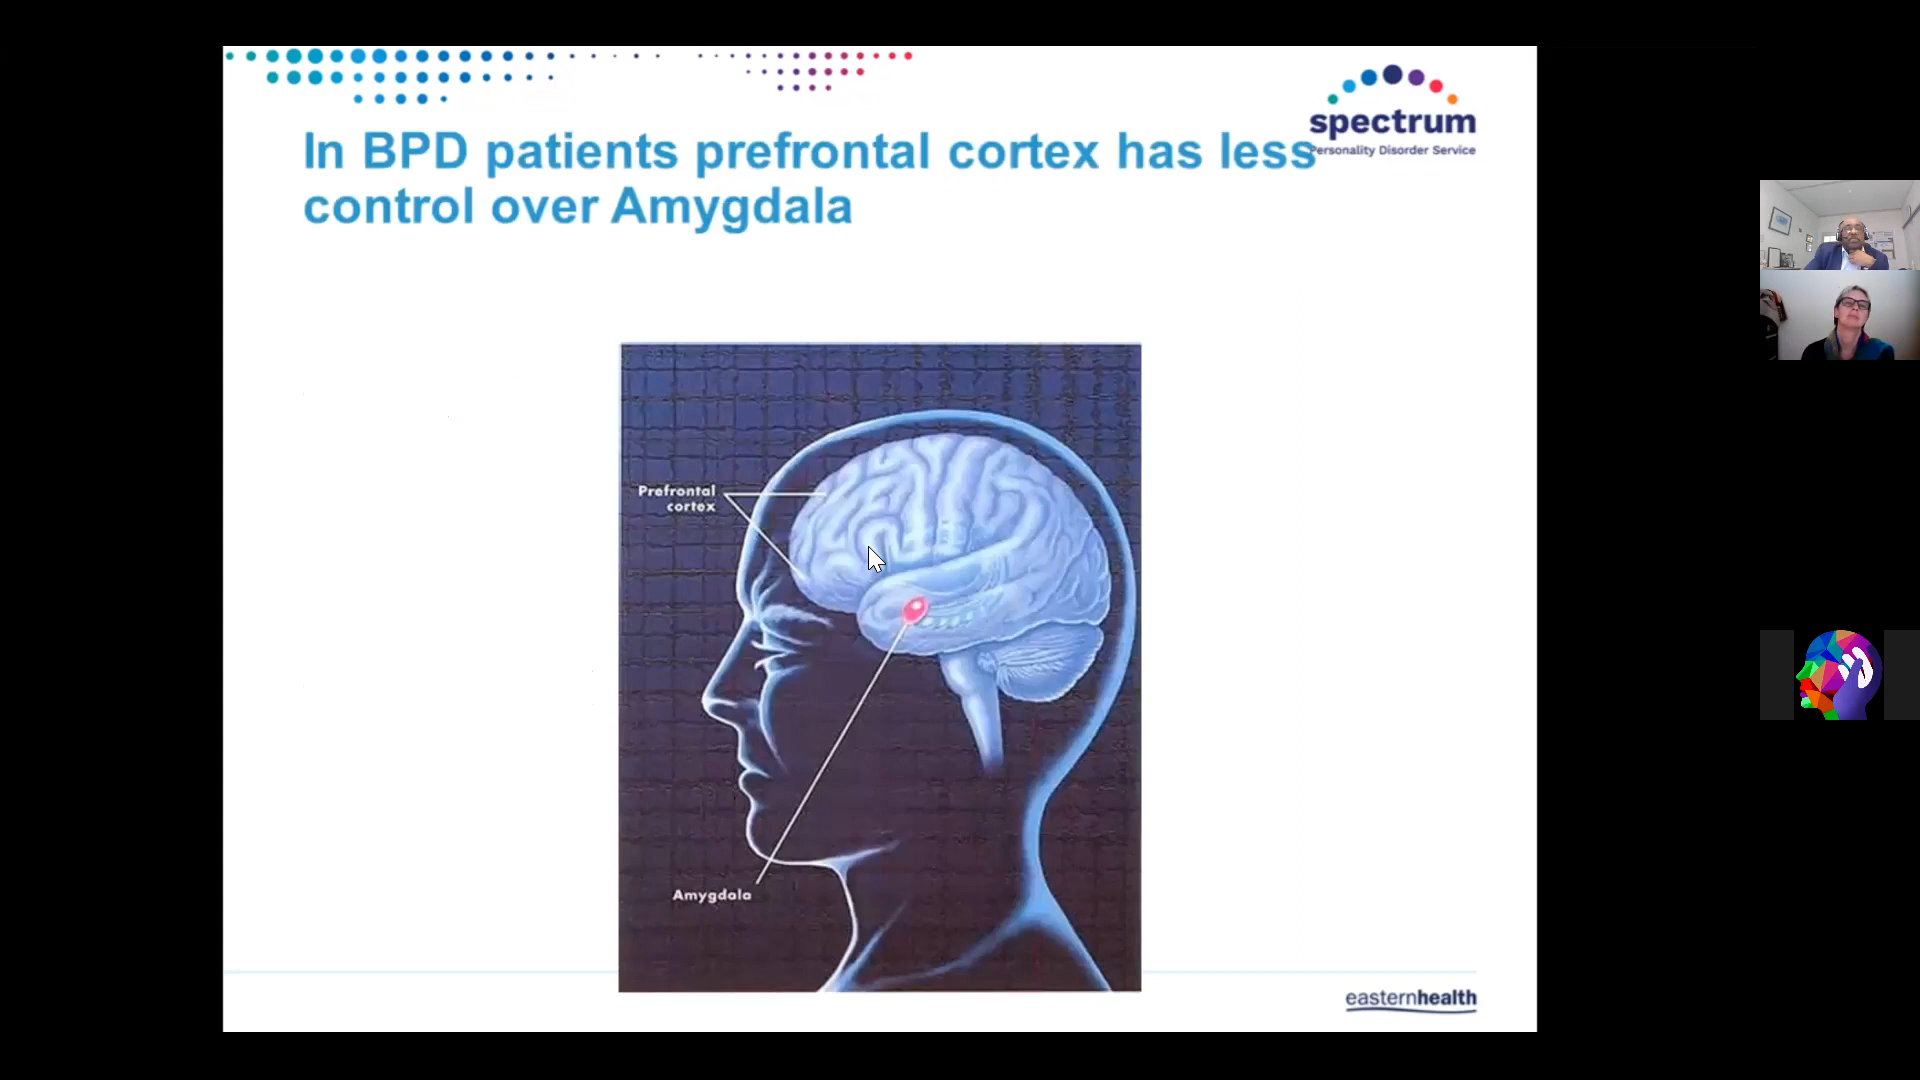 In BPD patients prefrontal cortex has less
control over Amygdala
spectrum
Personality Disorder Service
Prefrontal
cortex
Amygdala
easternhealth